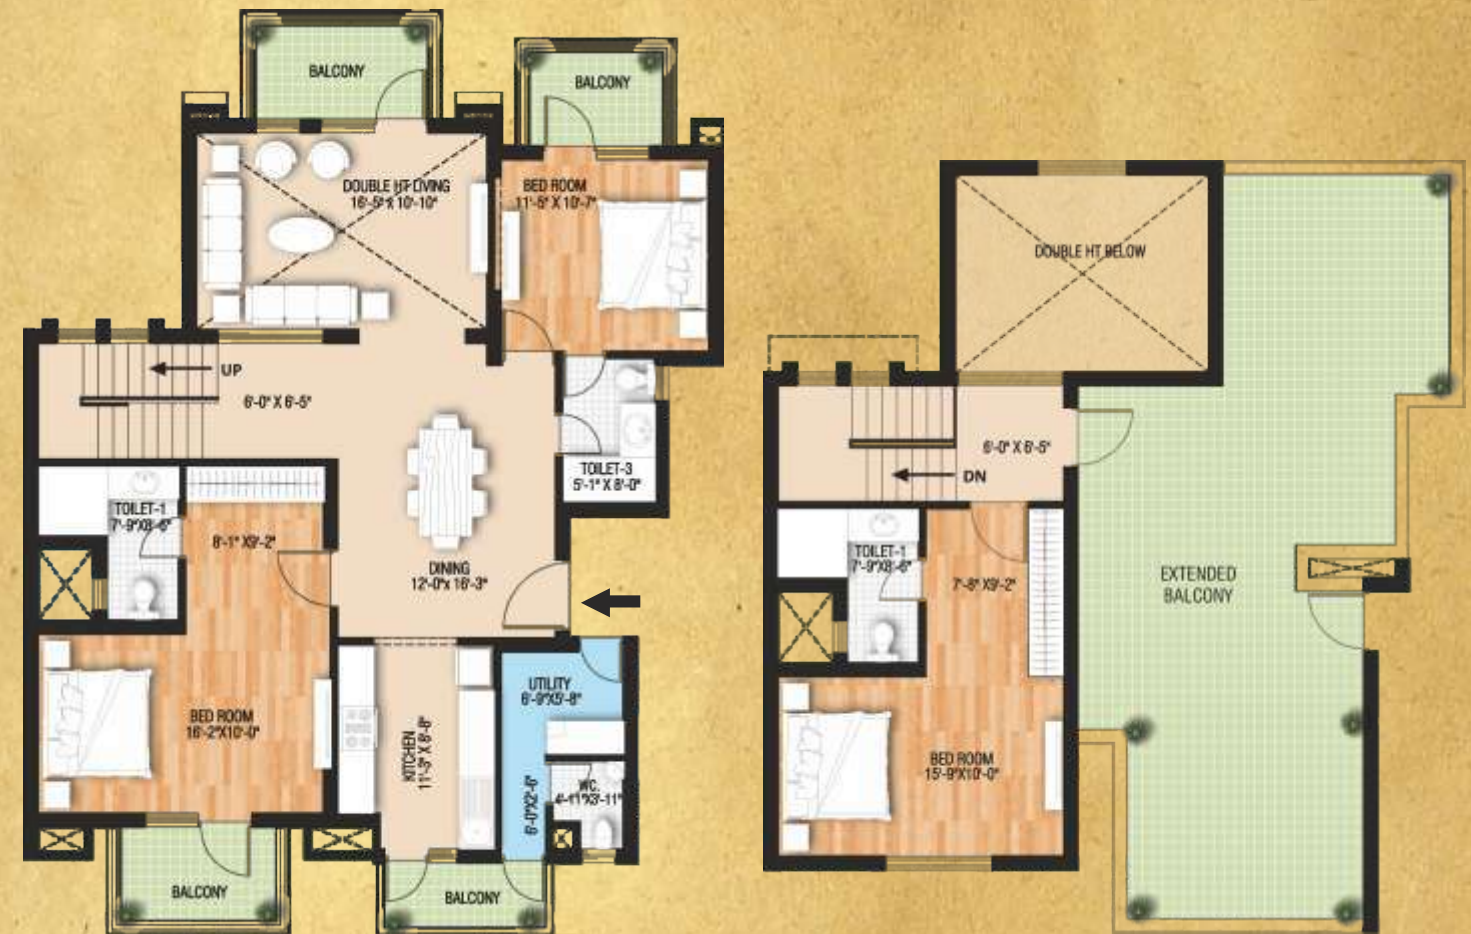 BALCONY
BALCONY
DOUBLE HT LIVING
16'-5" X 10'-10"
BED ROOM
11'-5" X 10'-7"
UP
6'-0" X 6'-5"
TOILET-3
5'-1" X 8'-0"
TOILET-1
7'-9"X8'-6"
8'-1" X9'-2"
DINING
12'-0"x 16'-3"
UTILITY
6'-9"X5'-8"
BED ROOM
16'-2"X10'-0"
KITCHEN
11'-3" X 8'-8"
6'-0"X2'-6"
WC.
4'-11"X3'-11"
BALCONY
BALCONY
DOUBLE HT BELOW
6'-0" X 6'-5"
DN
TOILET-1
7'-9"X8'-6"
7'-8" X9'-2"
EXTENDED
BALCONY
BED ROOM
15'-9"X10'-0"